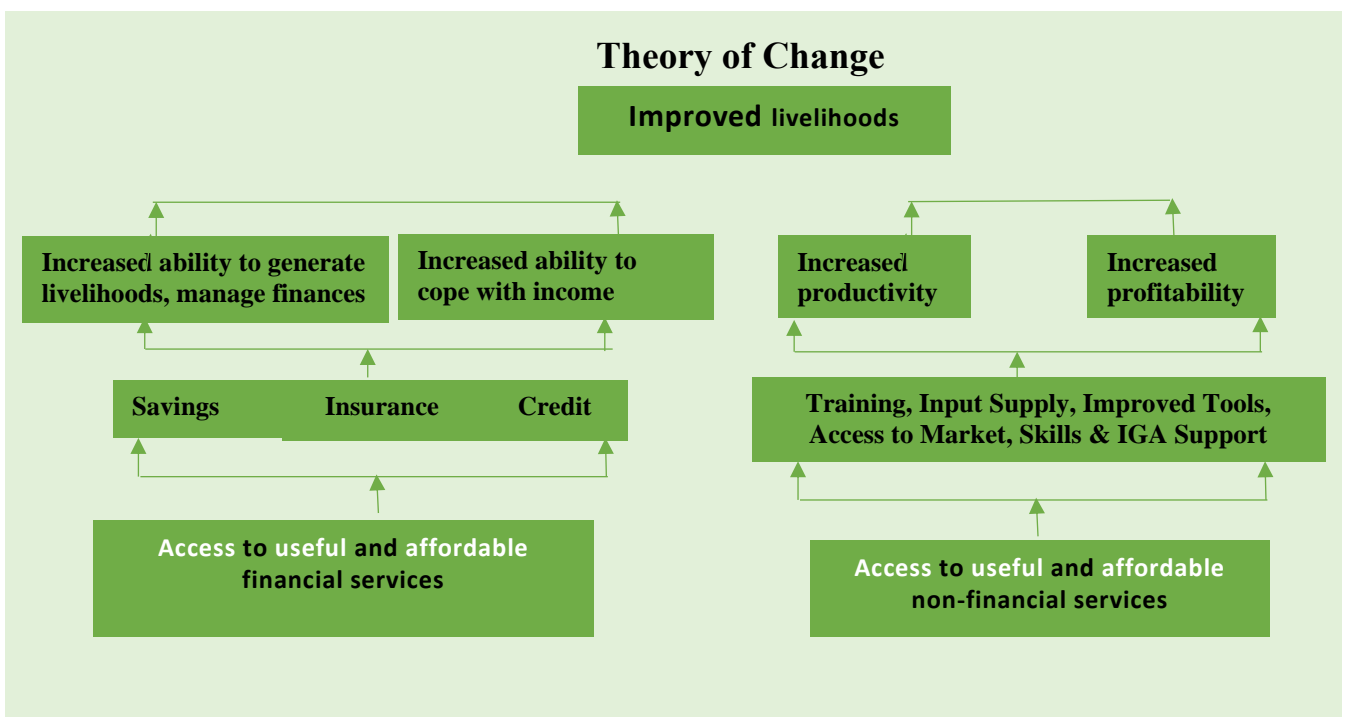 Theory of Change
Improved livelihoods
Increased ability to generate
livelihoods, manage finances
Increased ability to
cope with income
Increased
productivity
Increased
profitability
Savings Insurance Credit
Training, Input Supply, Improved Tools,
Access to Market, Skills & IGA Support
Access to useful and affordable
financial services
Access to useful and affordable
non-financial services